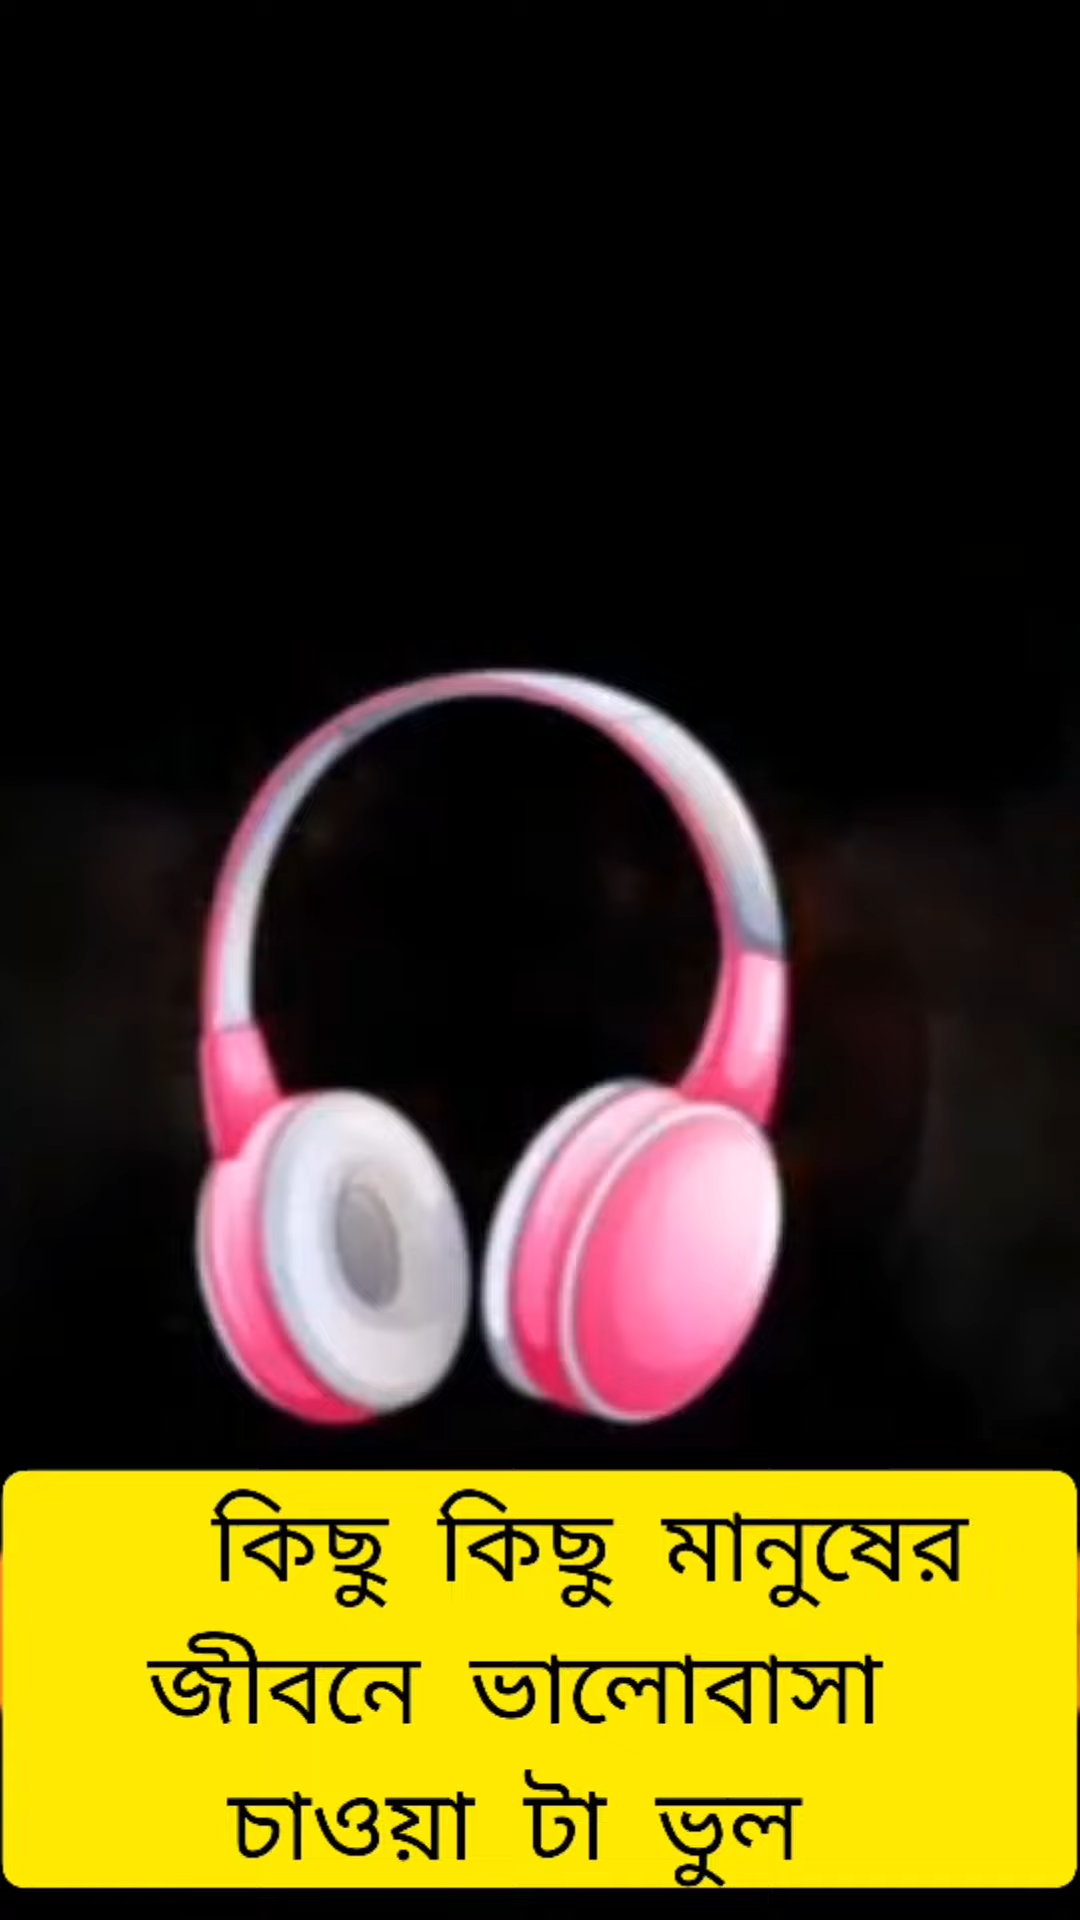 কিছু কিছু মানুষের
জীবনে ভালোবাসা
চাওয়া টা ভুল